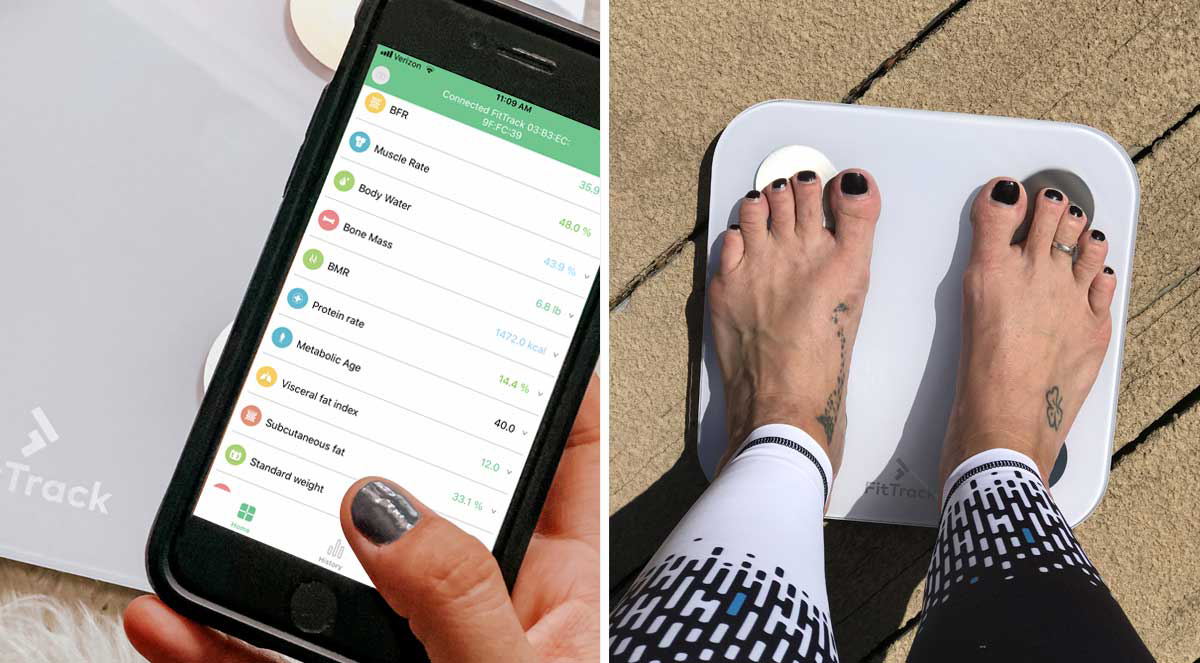 Verizon
11:09 AM
Connected FitTrack 03:B3:EC:
9F:FC:39
BFR
35.9
Muscle Rate
48.0 %
Body Water
43.9 %
Bone Mass
6.8 lb
BMR
1472.0 kcal
Protein rate
14.4 %
Metabolic Age
40.0
Visceral fat index
12.0
Subcutaneous fat
33.1 %
Standard weight
Home
History
Track
FitTrack